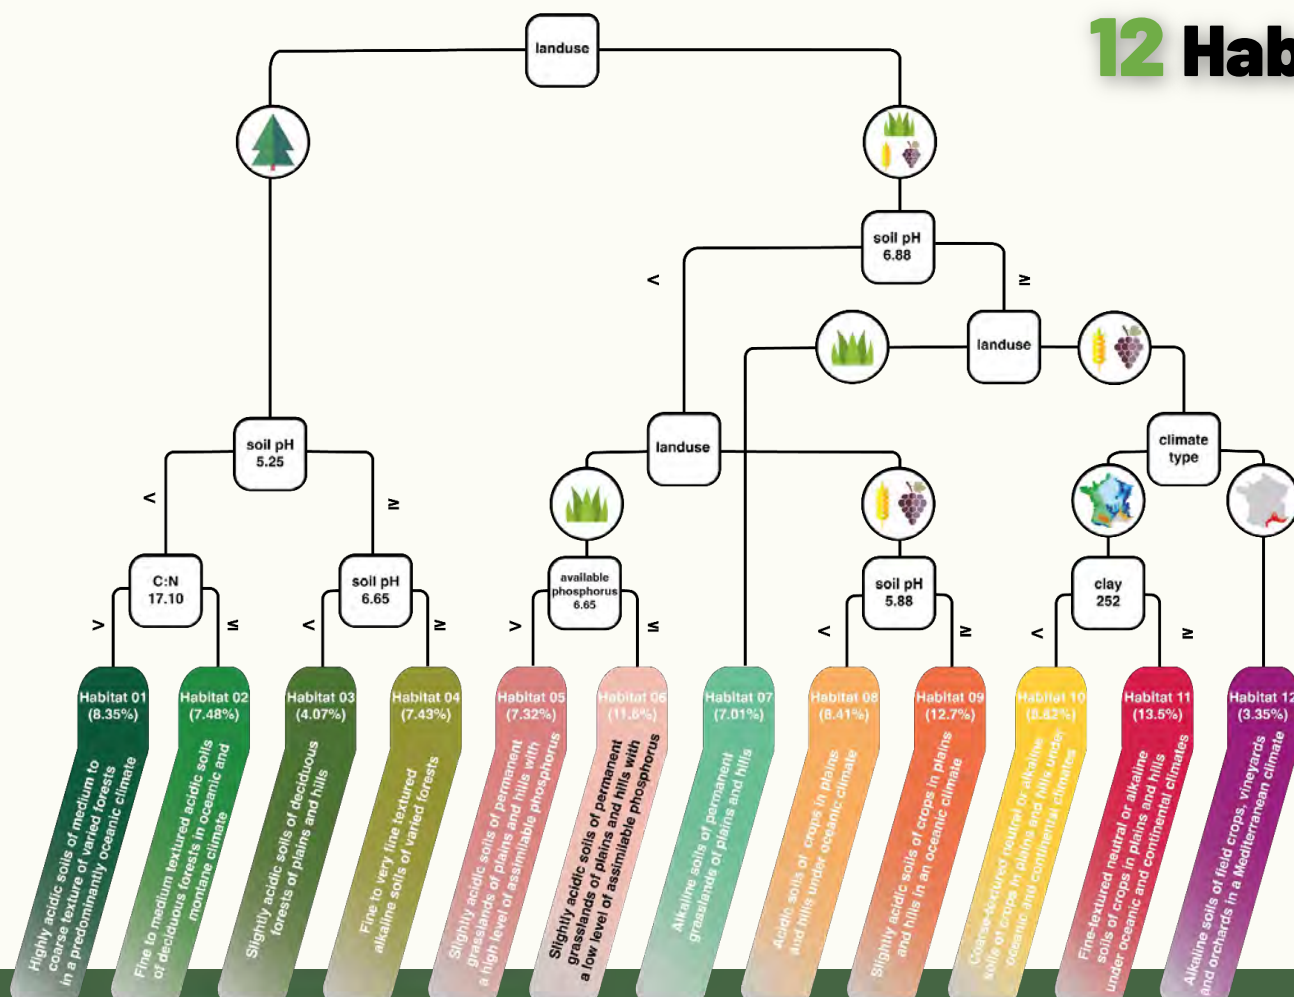 12 Hab
landuse
soil pH
6.88
<
≥
landuse
landuse
climate
type
soil pH
5.25
<
≥
C:N
17.10
>
≤
soil pH
6.65
<
≥
available
phosphorus
6.65
>
≤
soil pH
5.88
<
≥
clay
252
<
≥
Habitat 01
(8.35%)
Highly acidic soils of medium to
coarse texture of varied forests
in a predominantly oceanic climate
Habitat 02
(7.48%)
Fine to medium textured acidic soils
of deciduous forests in oceanic and
montane climate
Habitat 03
(4.07%)
Slightly acidic soils of deciduous
forests of plains and hills
Habitat 04
(7.43%)
Fine to very fine textured
alkaline soils of varied forests
Habitat 05
(7.32%)
Slightly acidic soils of permanent
grasslands of plains and hills with
a high level of assimilable phosphorus
Habitat 06
(11.6%)
Slightly acidic soils of permanent
grasslands of plains and hills with
a low level of assimilable phosphorus
Habitat 07
(7.01%)
Alkaline soils of permanent
grasslands of plains and hills
Habitat 08
(8.41%)
Acidic soils of crops in plains
and hills under oceanic climate
Habitat 09
(12.7%)
Slightly acidic soils of crops in plains
and hills in an oceanic climate
Habitat 10
Coarse-textured neutral or alkaline
soils of crops in plains and hills under
oceanic and continental climates
Habitat 11
(13.5%)
Fine-textured neutral or alkaline
soils of crops in plains and hills
under oceanic and continental climates
Habitat 12
(3.35%)
Alkaline soils of field crops, vineyards
and orchards in a Mediterranean climate